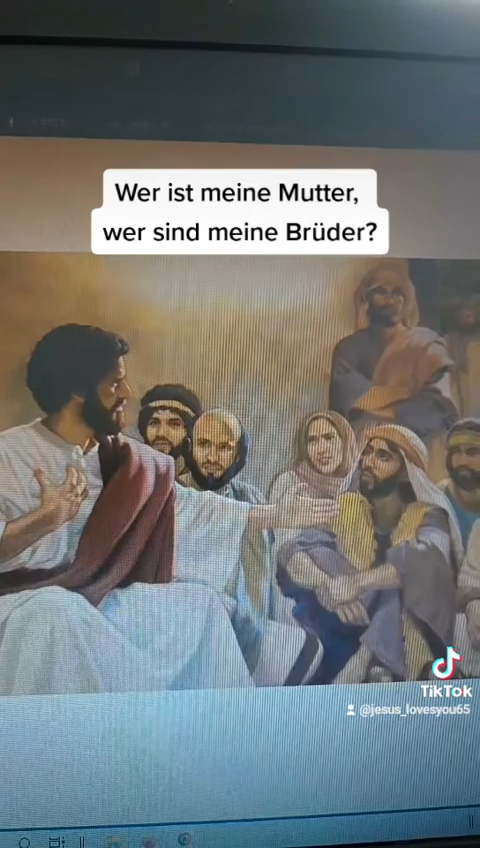 Wer ist meine Mutter,
wer sind meine Brüder?
TikTok
@jesus_lovesyou65